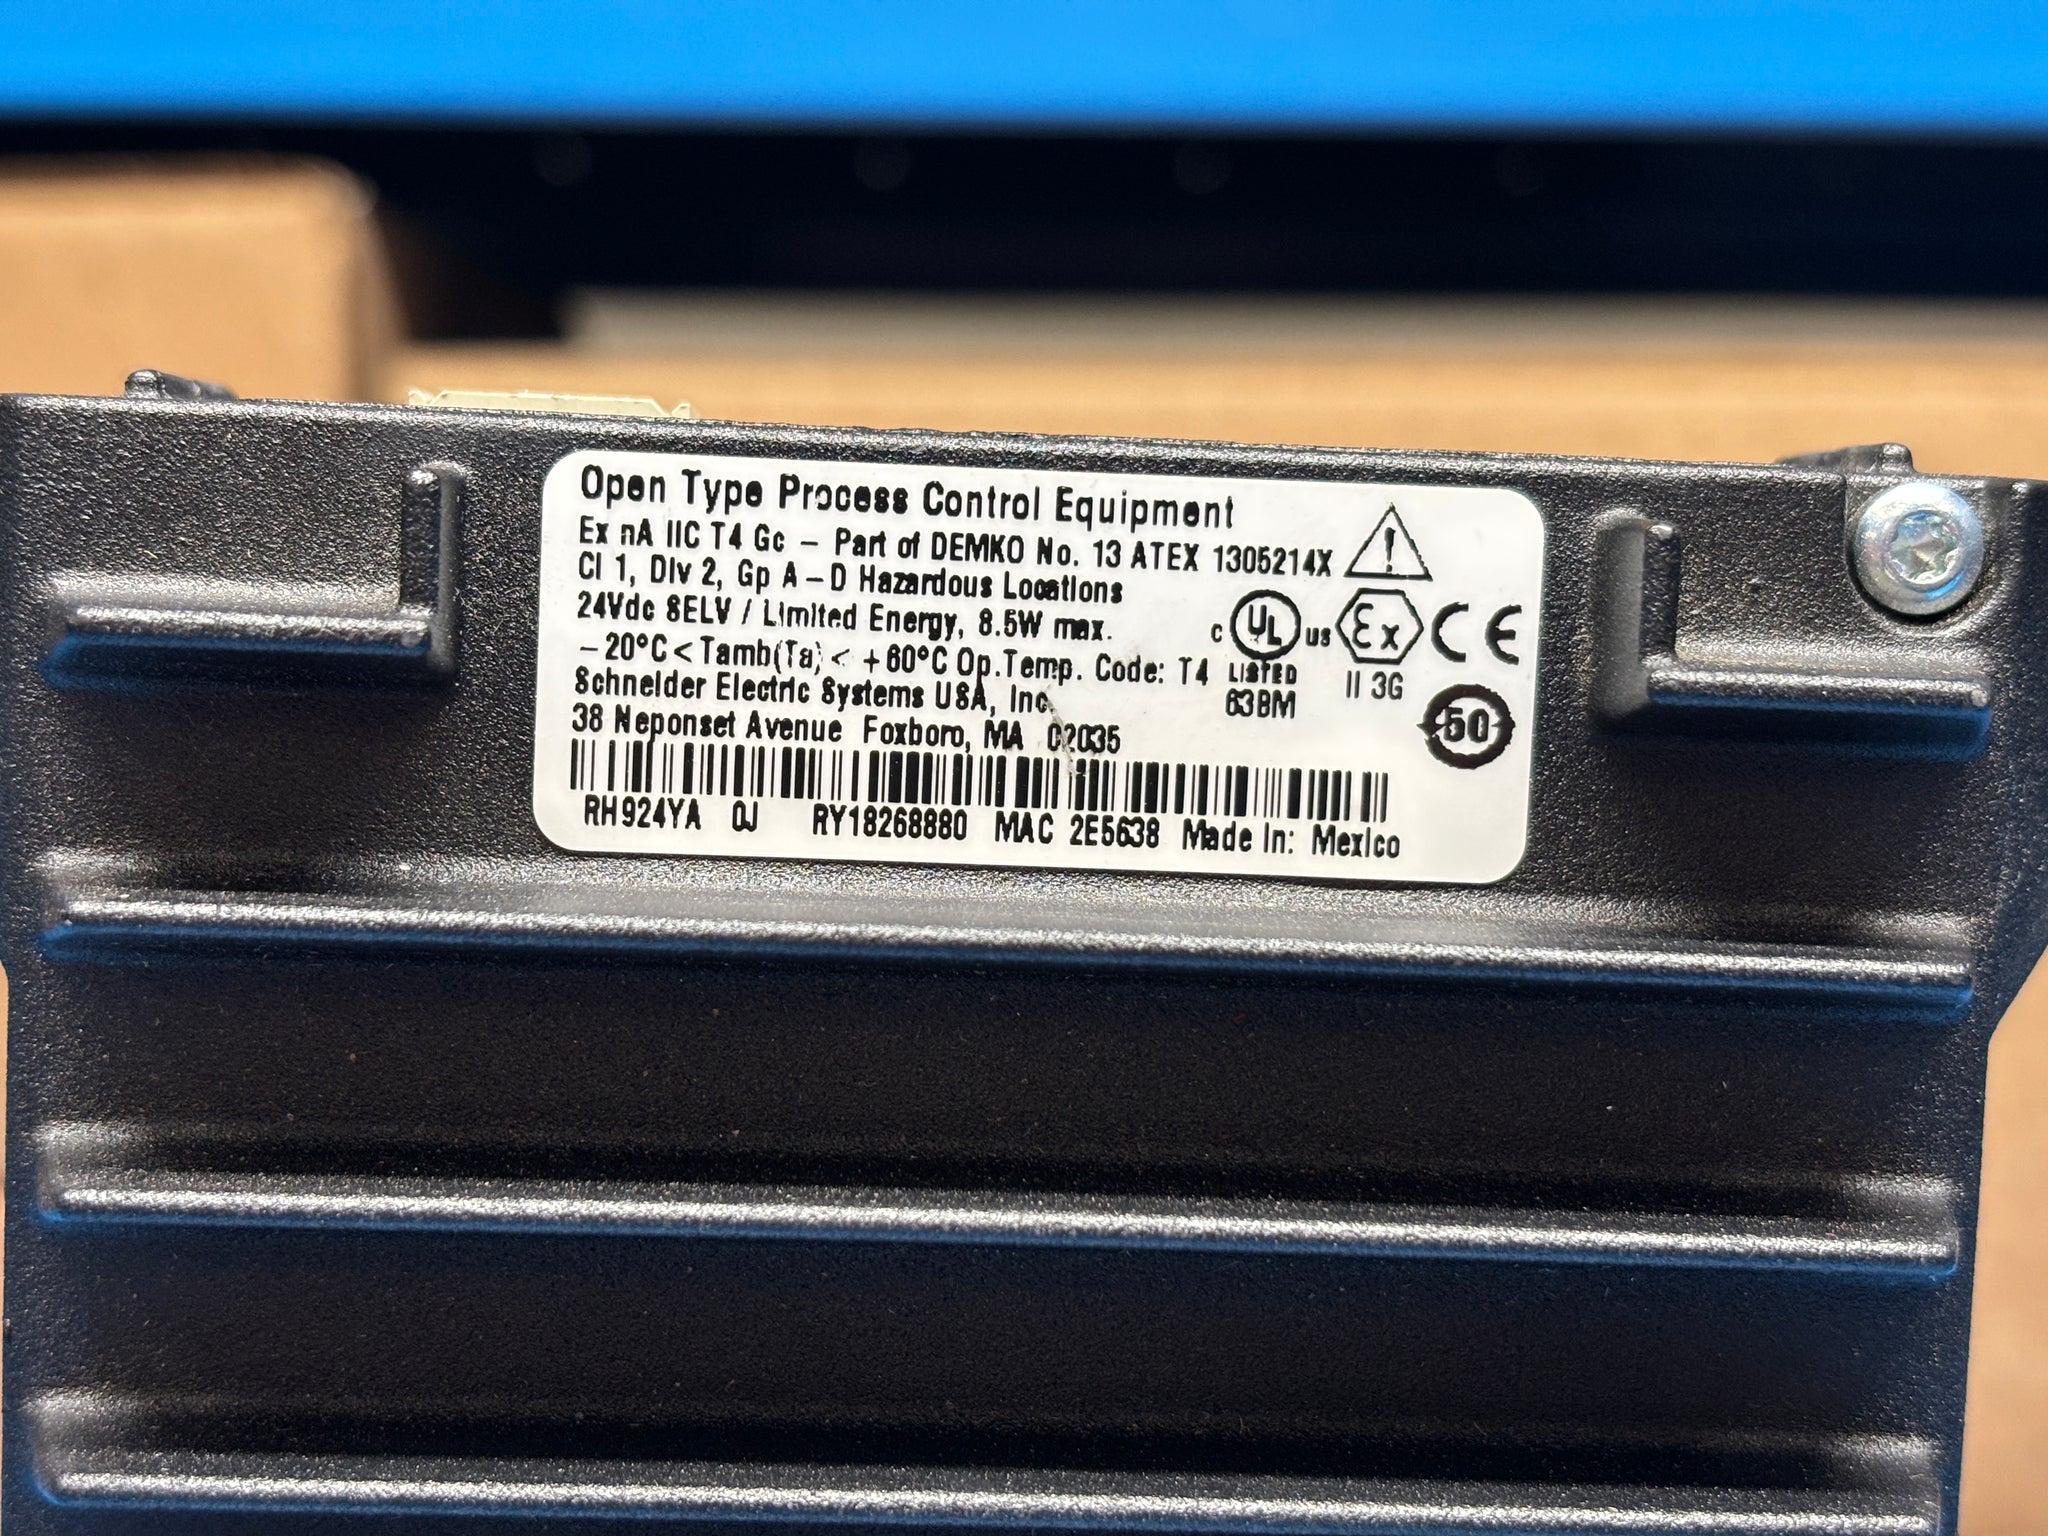 Open Type Process Control Equipment
Ex nA IIC T4 Gc – Part of DEMKO No. 13 ATEX 1305214X
Cl 1, Div 2, Gp A – D Hazardous Locations
24Vdc SELV / Limited Energy, 8.5W max.
–20°C < Tamb(Ta) < +60°C Op.Temp. Code: T4
Schneider Electric Systems USA, Inc.
38 Neponset Avenue Foxboro, MA 02035
C UL US
LISTED
63BM
Ex
II 3G
CE
50
RH924YA 0J RY18268880 MAC 2E5638 Made In: Mexico